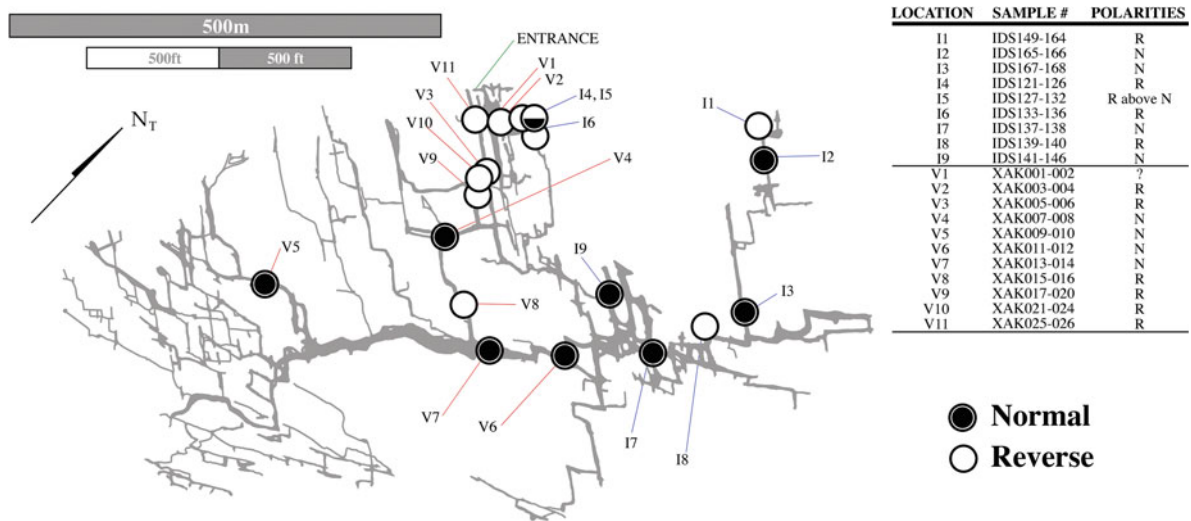 500m
500ft
500 ft
N_T
ENTRANCE
V11
V1
V2
V3
I4, I5
V10
I6
V9
V4
I1
I2
V5
I9
I3
V8
V7
V6
I7
I8
LOCATION SAMPLE # POLARITIES
I1 IDS149-164 R
I2 IDS165-166 N
I3 IDS167-168 N
I4 IDS121-126 R
I5 IDS127-132 R above N
I6 IDS133-136 R
I7 IDS137-138 N
I8 IDS139-140 R
I9 IDS141-146 N
V1 XAK001-002 ?
V2 XAK003-004 R
V3 XAK005-006 R
V4 XAK007-008 N
V5 XAK009-010 N
V6 XAK011-012 N
V7 XAK013-014 N
V8 XAK015-016 R
V9 XAK017-020 R
V10 XAK021-024 R
V11 XAK025-026 R
Normal
Reverse